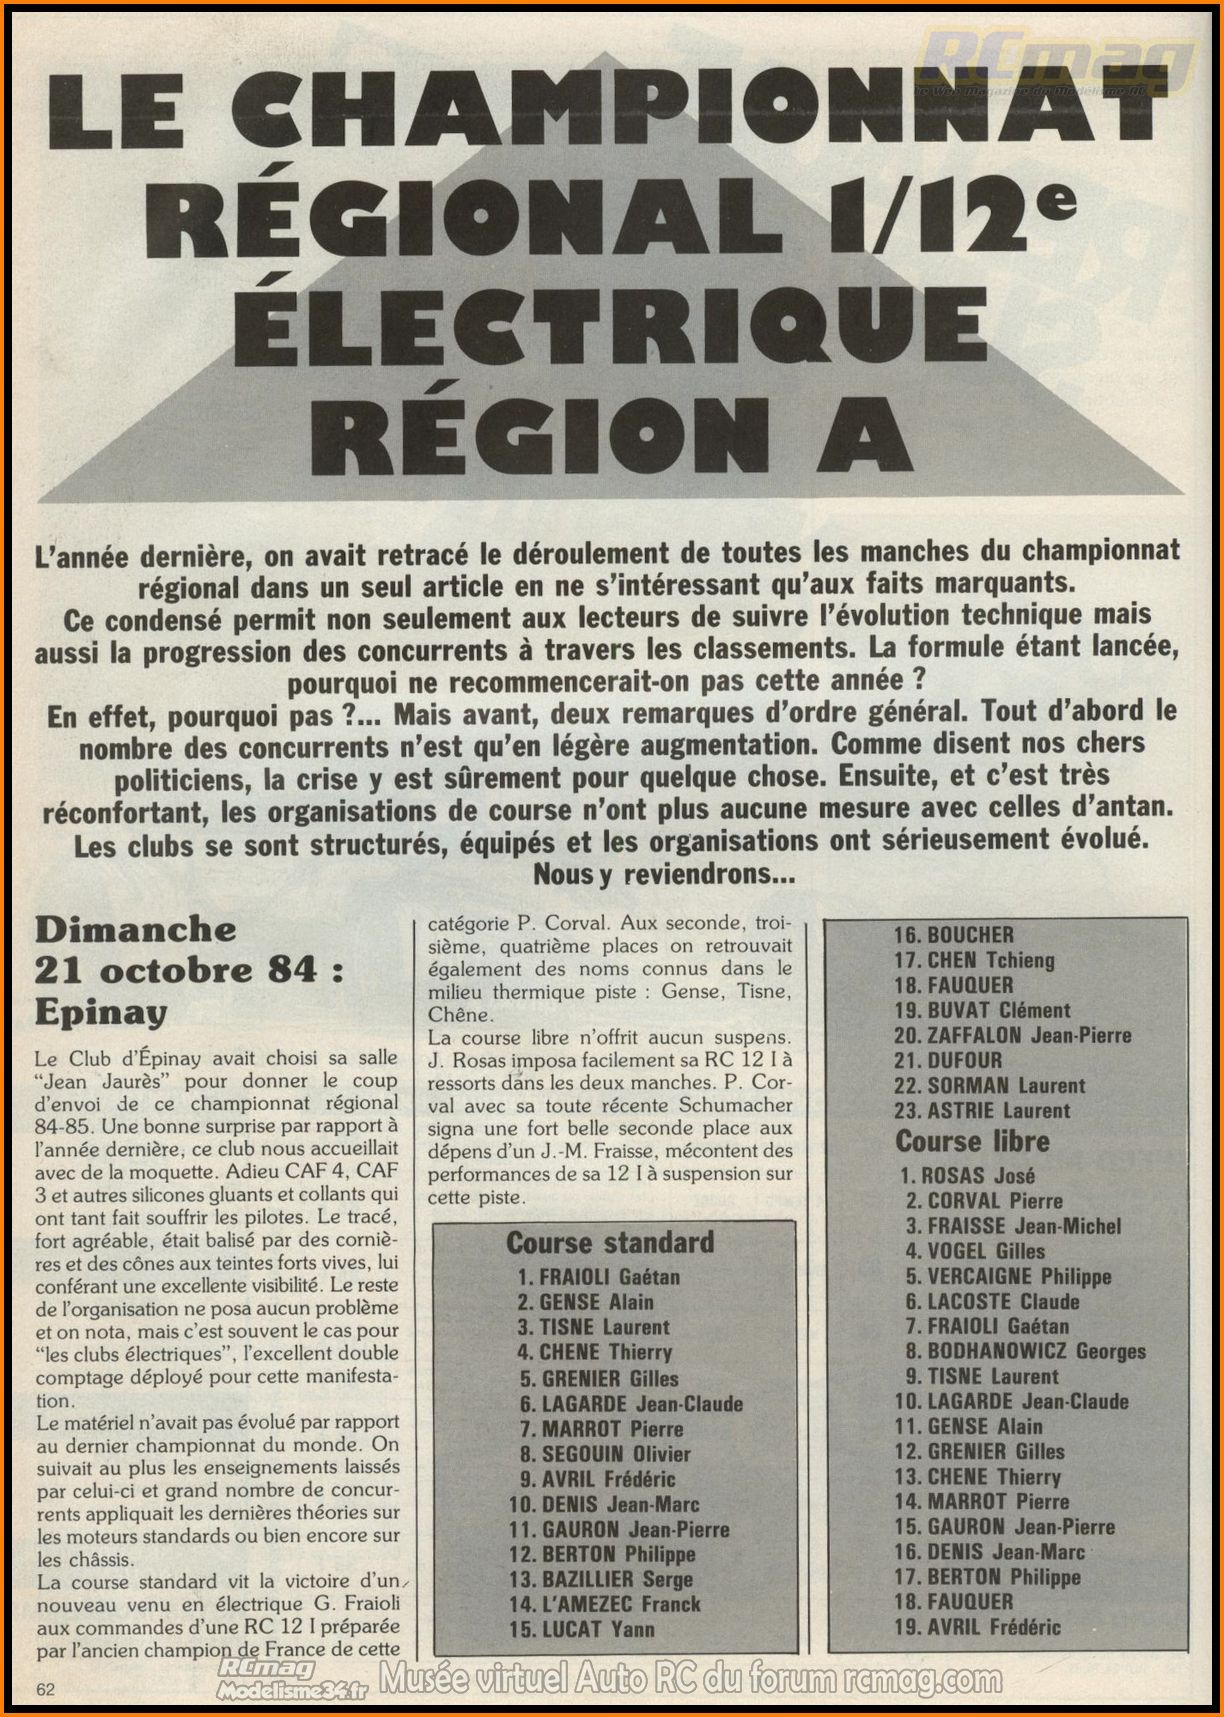 RCmag
Le Web Magazine du Modélisme RC
LE CHAMPIONNAT
RÉGIONAL 1/12e
ÉLECTRIQUE
RÉGION A
L'année dernière, on avait retracé le déroulement de toutes les manches du championnat
régional dans un seul article en ne s'intéressant qu'aux faits marquants.
Ce condensé permit non seulement aux lecteurs de suivre l'évolution technique mais
aussi la progression des concurrents à travers les classements. La formule étant lancée,
pourquoi ne recommencerait-on pas cette année ?
En effet, pourquoi pas ?... Mais avant, deux remarques d'ordre général. Tout d'abord le
nombre des concurrents n'est qu'en légère augmentation. Comme disent nos chers
politiciens, la crise y est sûrement pour quelque chose. Ensuite, et c'est très
réconfortant, les organisations de course n'ont plus aucune mesure avec celles d'antan.
Les clubs se sont structurés, équipés et les organisations ont sérieusement évolué.
Nous y reviendrons...
Dimanche
21 octobre 84 :
Epinay
Le Club d'Épinay avait choisi sa salle
"Jean Jaurès" pour donner le coup
d'envoi de ce championnat régional
84-85. Une bonne surprise par rapport à
l'année dernière, ce club nous accueillait
avec de la moquette. Adieu CAF 4, CAF
3 et autres silicones gluants et collants qui
ont tant fait souffrir les pilotes. Le tracé,
fort agréable, était balisé par des corniè-
res et des cônes aux teintes forts vives, lui
conférant une excellente visibilité. Le reste
de l'organisation ne posa aucun problème
et on nota, mais c'est souvent le cas pour
"les clubs électriques", l'excellent double
comptage déployé pour cette manifesta-
tion.
Le matériel n'avait pas évolué par rapport
au dernier championnat du monde. On
suivait au plus les enseignements laissés
par celui-ci et grand nombre de concur-
rents appliquait les dernières théories sur
les moteurs standards ou bien encore sur
les châssis.
La course standard vit la victoire d'un
nouveau venu en électrique G. Fraioli
aux commandes d'une RC 12 I préparée
par l'ancien champion de France de cette
catégorie P. Corval. Aux seconde, troi-
sième, quatrième places on retrouvait
également des noms connus dans le
milieu thermique piste : Gense, Tisne,
Chêne.
La course libre n'offrit aucun suspens.
J. Rosas imposa facilement sa RC 12 I à
ressorts dans les deux manches. P. Cor-
val avec sa toute récente Schumacher
signa une fort belle seconde place aux
dépens d'un J.-M. Fraisse, mécontent des
performances de sa 12 I à suspension sur
cette piste.
Course standard
1. FRAIOLI Gaétan
2. GENSE Alain
3. TISNE Laurent
4. CHENE Thierry
5. GRENIER Gilles
6. LAGARDE Jean-Claude
7. MARROT Pierre
8. SEGOUIN Olivier
9. AVRIL Frédéric
10. DENIS Jean-Marc
11. GAURON Jean-Pierre
12. BERTON Philippe
13. BAZILLIER Serge
14. L'AMEZEC Franck
15. LUCAT Yann
16. BOUCHER
17. CHEN Tchieng
18. FAUQUER
19. BUVAT Clément
20. ZAFFALON Jean-Pierre
21. DUFOUR
22. SORMAN Laurent
23. ASTRIE Laurent
Course libre
1. ROSAS José
2. CORVAL Pierre
3. FRAISSE Jean-Michel
4. VOGEL Gilles
5. VERCAIGNE Philippe
6. LACOSTE Claude
7. FRAIOLI Gaétan
8. BODHANOWICZ Georges
9. TISNE Laurent
10. LAGARDE Jean-Claude
11. GENSE Alain
12. GRENIER Gilles
13. CHENE Thierry
14. MARROT Pierre
15. GAURON Jean-Pierre
16. DENIS Jean-Marc
17. BERTON Philippe
18. FAUQUER
19. AVRIL Frédéric
62
RCmag
Modelisme34.fr
Musée virtuel Auto RC du forum rcmag.com